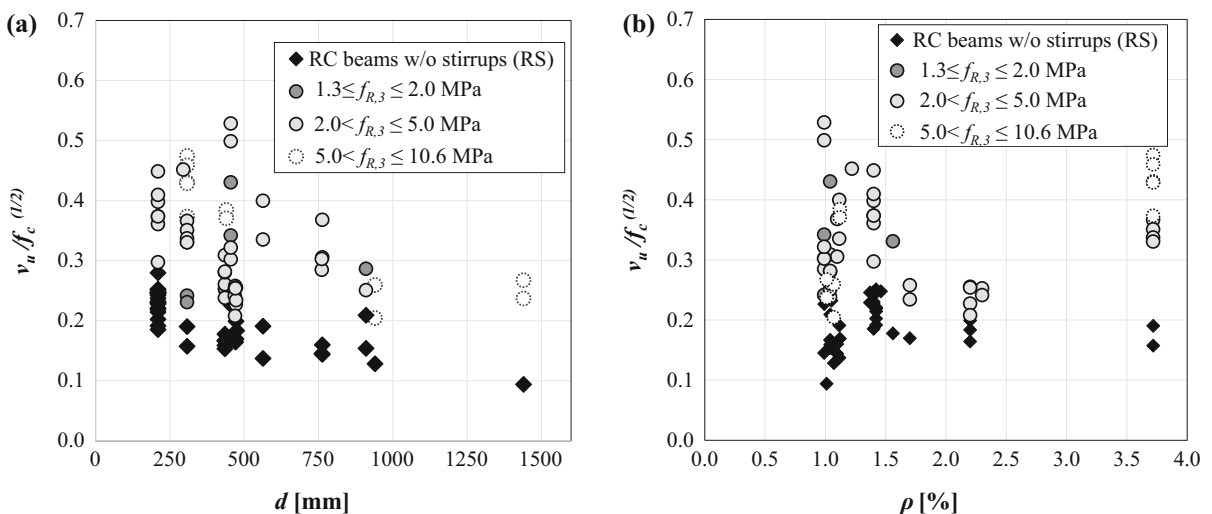 (a)
0.7
0.6
0.5
0.4
0.3
0.2
0.1
0.0
v_u/f_c^(1/2)
RC beams w/o stirrups (RS)
1.3≤ f_R,3 ≤ 2.0 MPa
2.0< f_R,3 ≤ 5.0 MPa
5.0< f_R,3 ≤ 10.6 MPa
0 250 500 750 1000 1250 1500
d [mm]
(b)
0.7
0.6
0.5
0.4
0.3
0.2
0.1
0.0
v_u/f_c^(1/2)
RC beams w/o stirrups (RS)
1.3≤ f_R,3 ≤ 2.0 MPa
2.0< f_R,3 ≤ 5.0 MPa
5.0< f_R,3 ≤ 10.6 MPa
0.0 0.5 1.0 1.5 2.0 2.5 3.0 3.5 4.0
ρ [%]